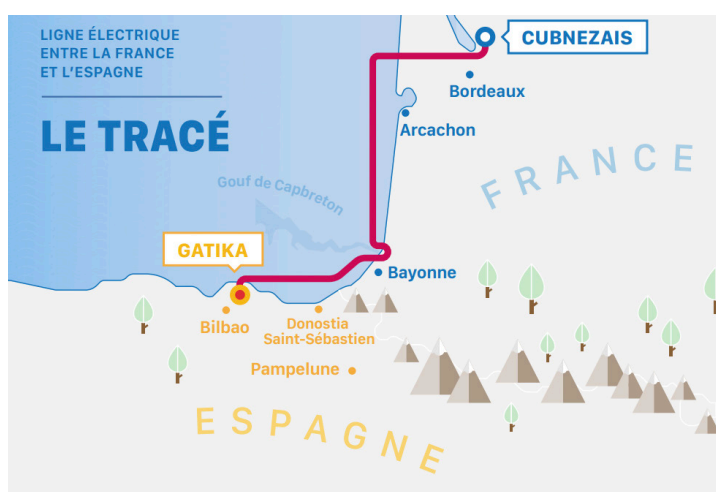 LIGNE ÉLECTRIQUE
ENTRE LA FRANCE
ET L'ESPAGNE
LE TRACÉ
CUBNEZAIS
Bordeaux
Arcachon
FRANCE
Gouf de Capbreton
GATIKA
Bayonne
Bilbao
Donostia
Saint-Sébastien
Pampelune
ESPAGNE